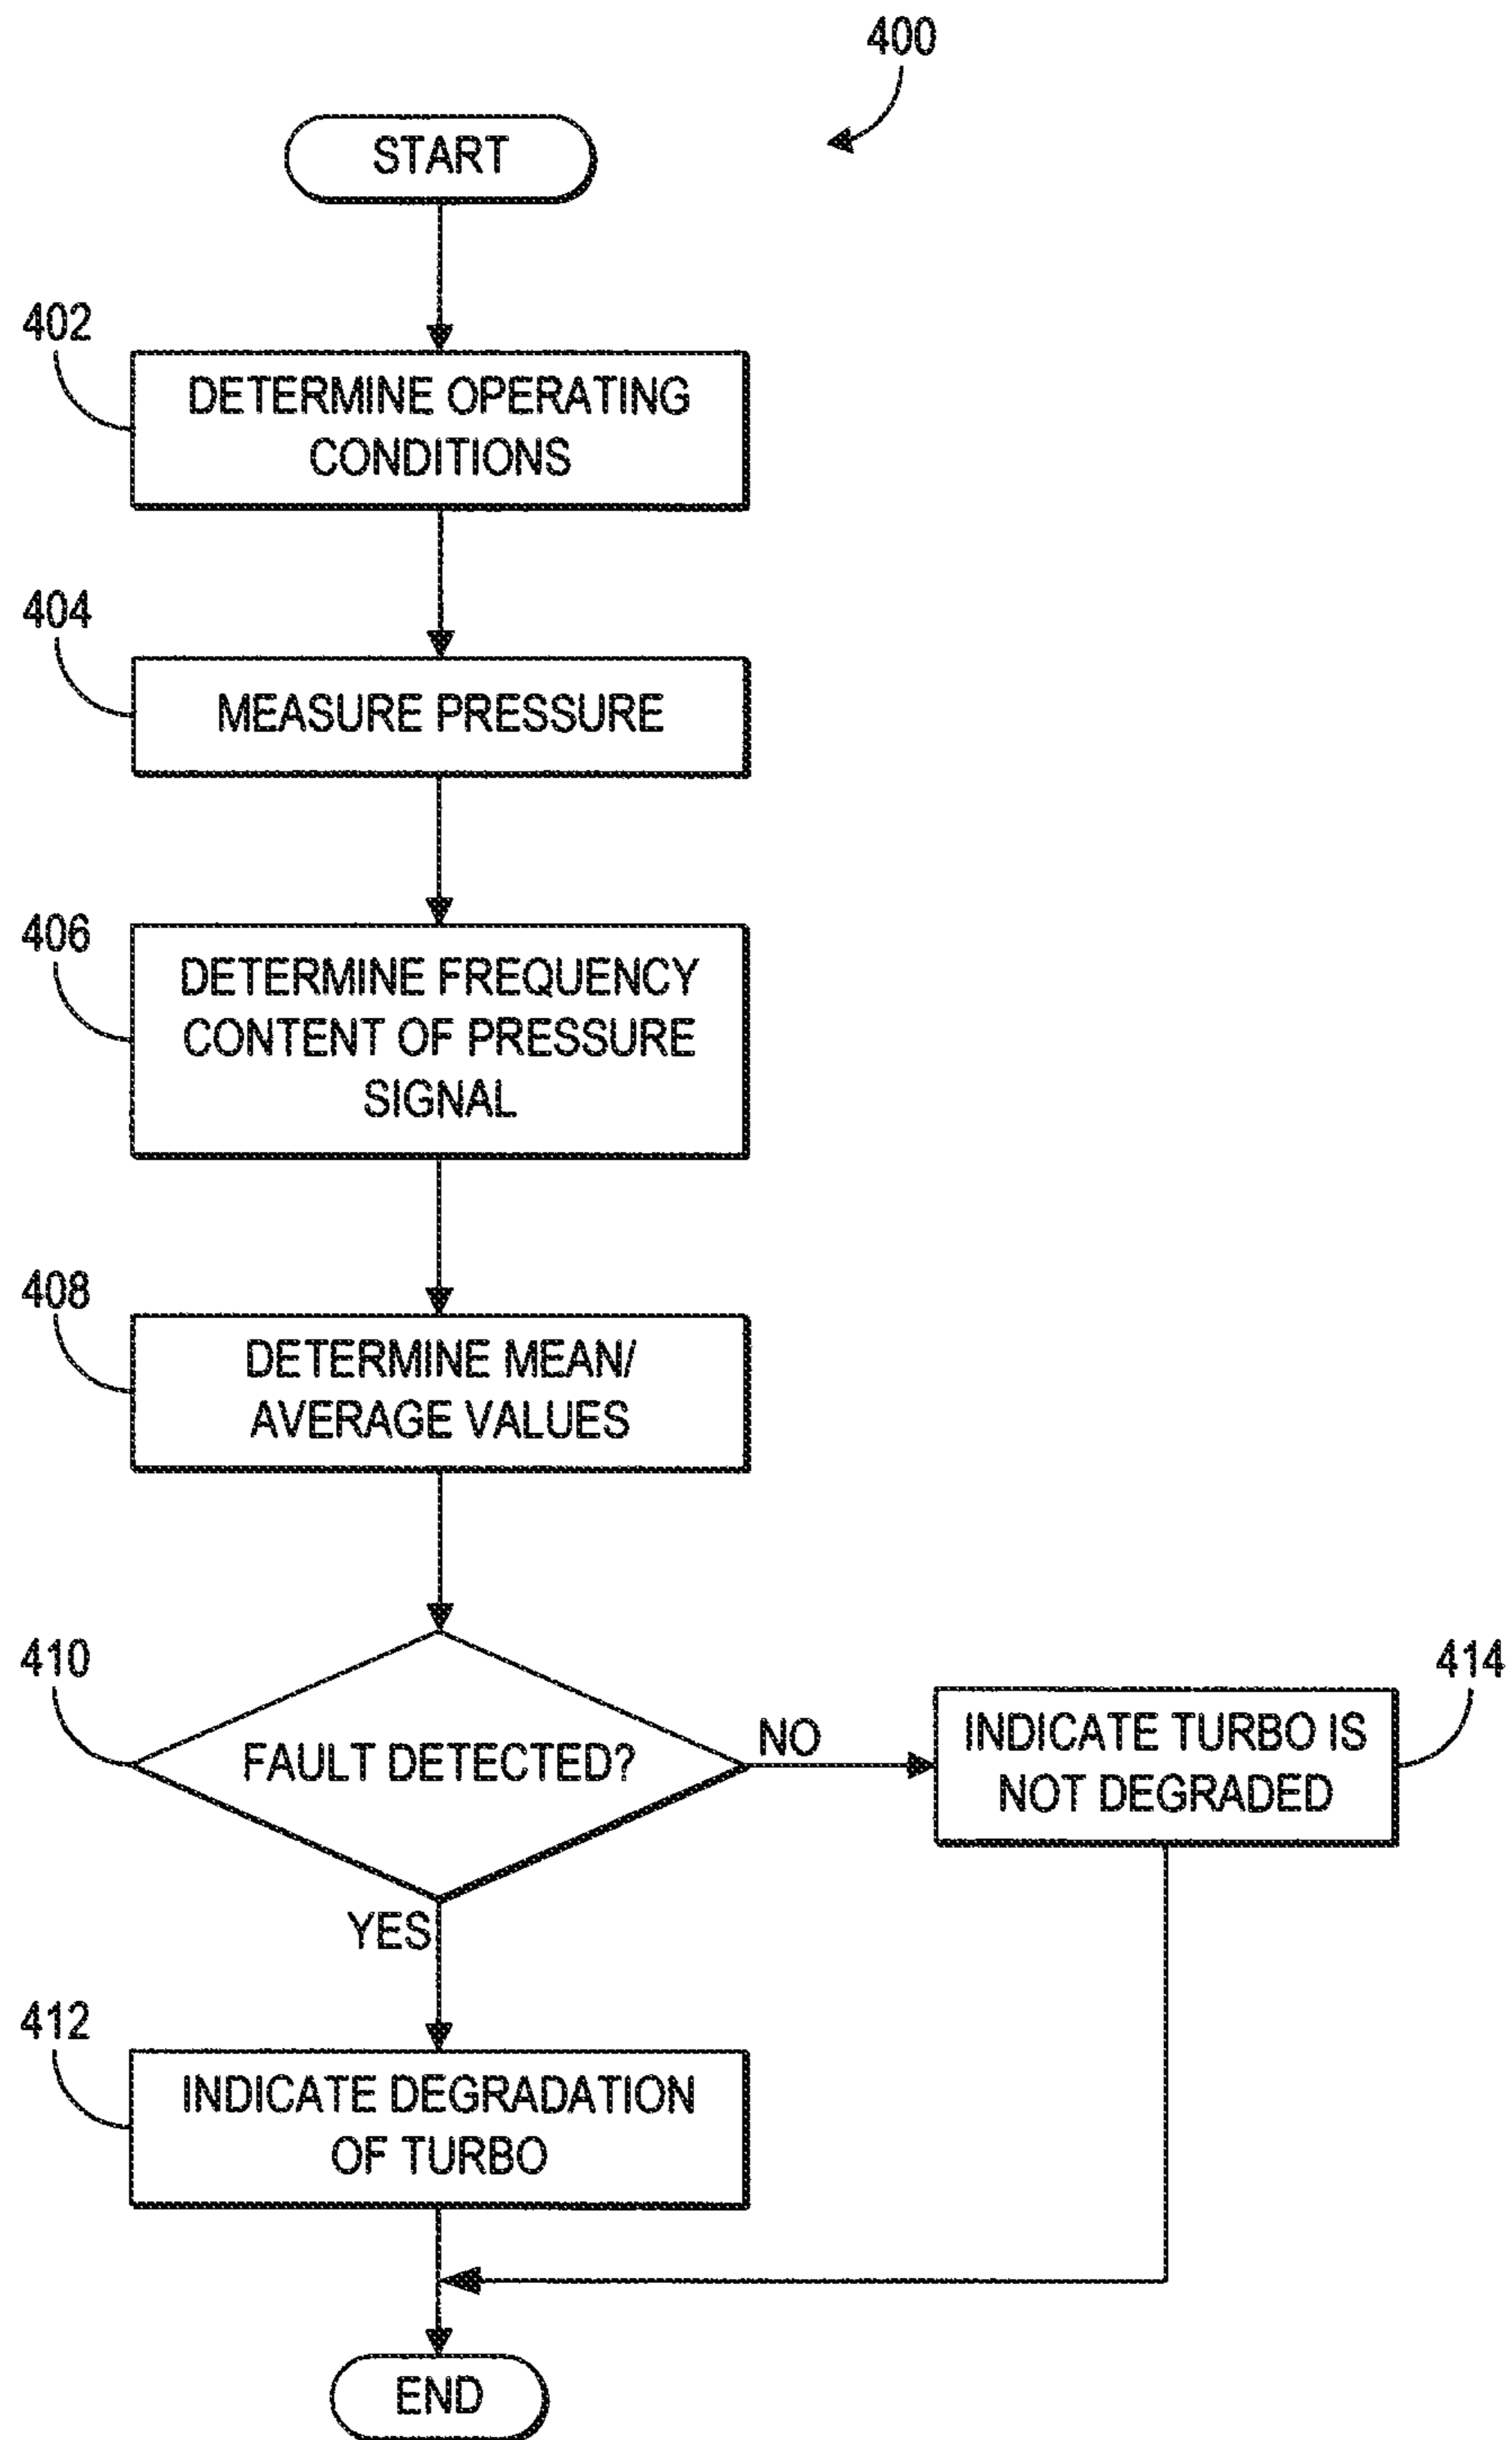 400
START
402
DETERMINE OPERATING
CONDITIONS
404
MEASURE PRESSURE
406
DETERMINE FREQUENCY
CONTENT OF PRESSURE
SIGNAL
408
DETERMINE MEAN/
AVERAGE VALUES
410
FAULT DETECTED?
NO
414
INDICATE TURBO IS
NOT DEGRADED
YES
412
INDICATE DEGRADATION
OF TURBO
END